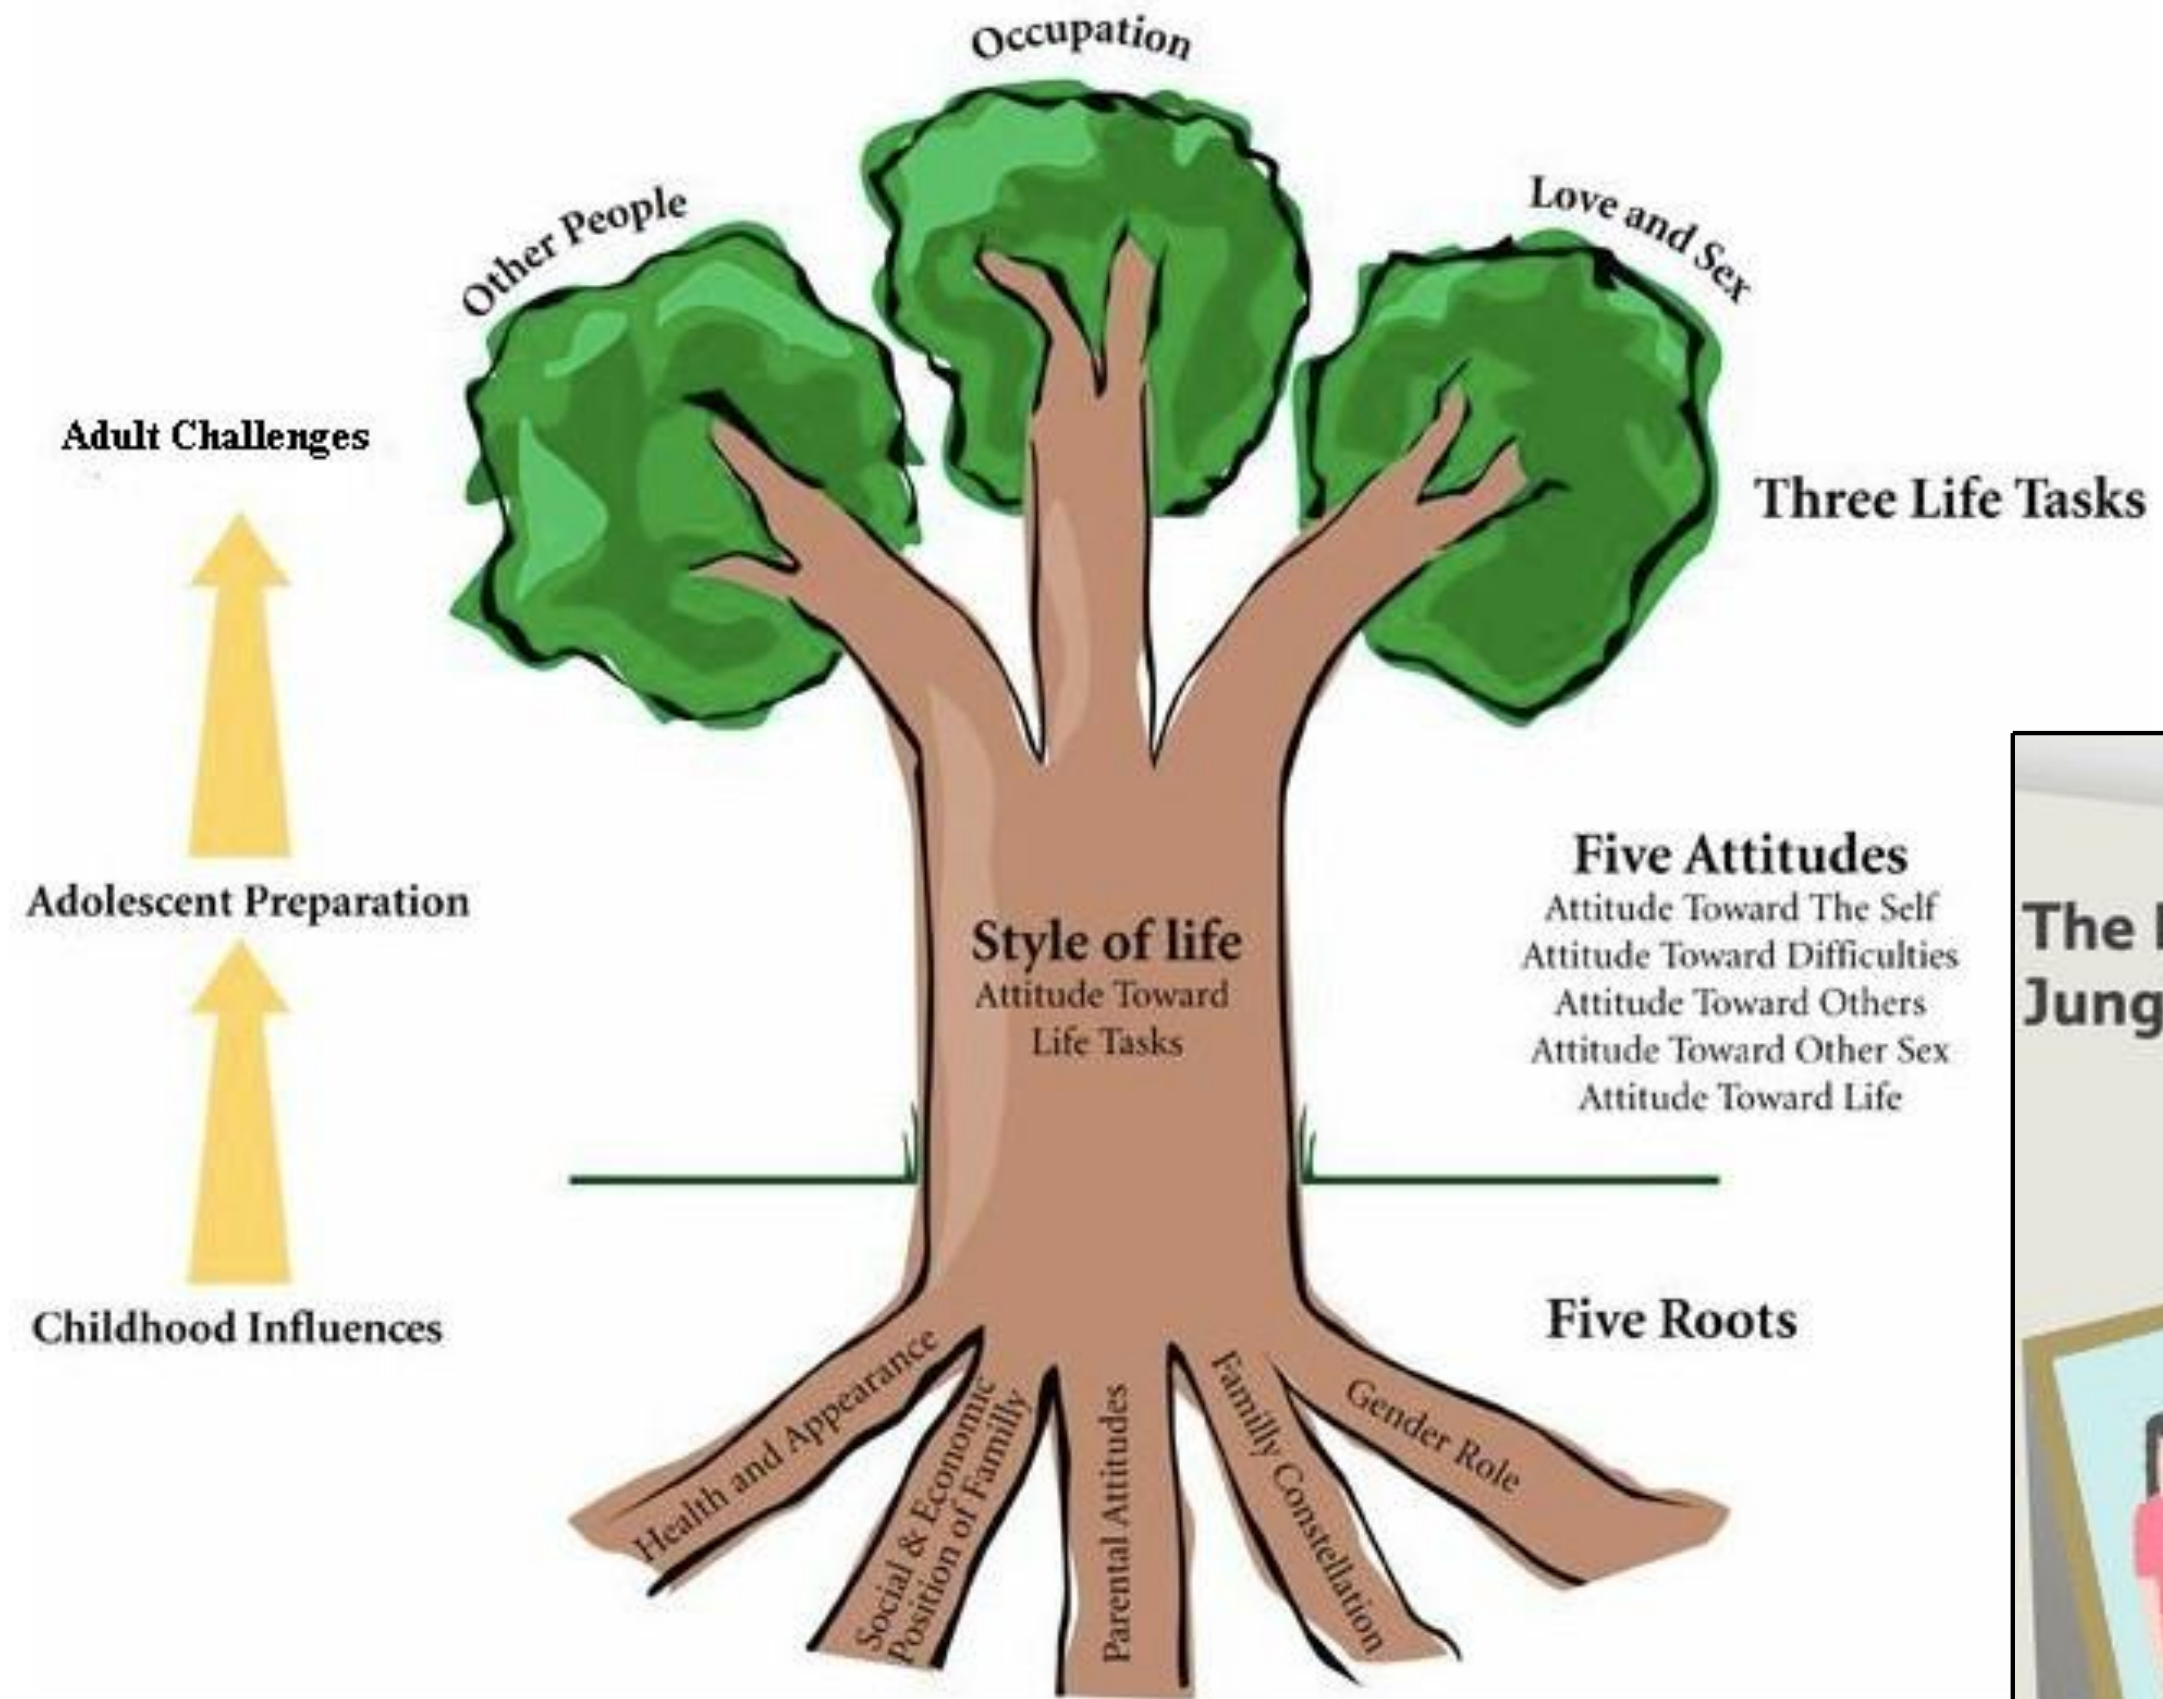 Occupation
Other People
Love and Sex
Adult Challenges
Three Life Tasks
Adolescent Preparation
Five Attitudes
Attitude Toward The Self
Attitude Toward Difficulties
Attitude Toward Others
Attitude Toward Other Sex
Attitude Toward Life
Style of life
Attitude Toward
Life Tasks
Childhood Influences
Five Roots
Health and Appearance
Social & Economic
Position of Familly
Parental Attitudes
Familly Constellation
Gender Role
The
Jung